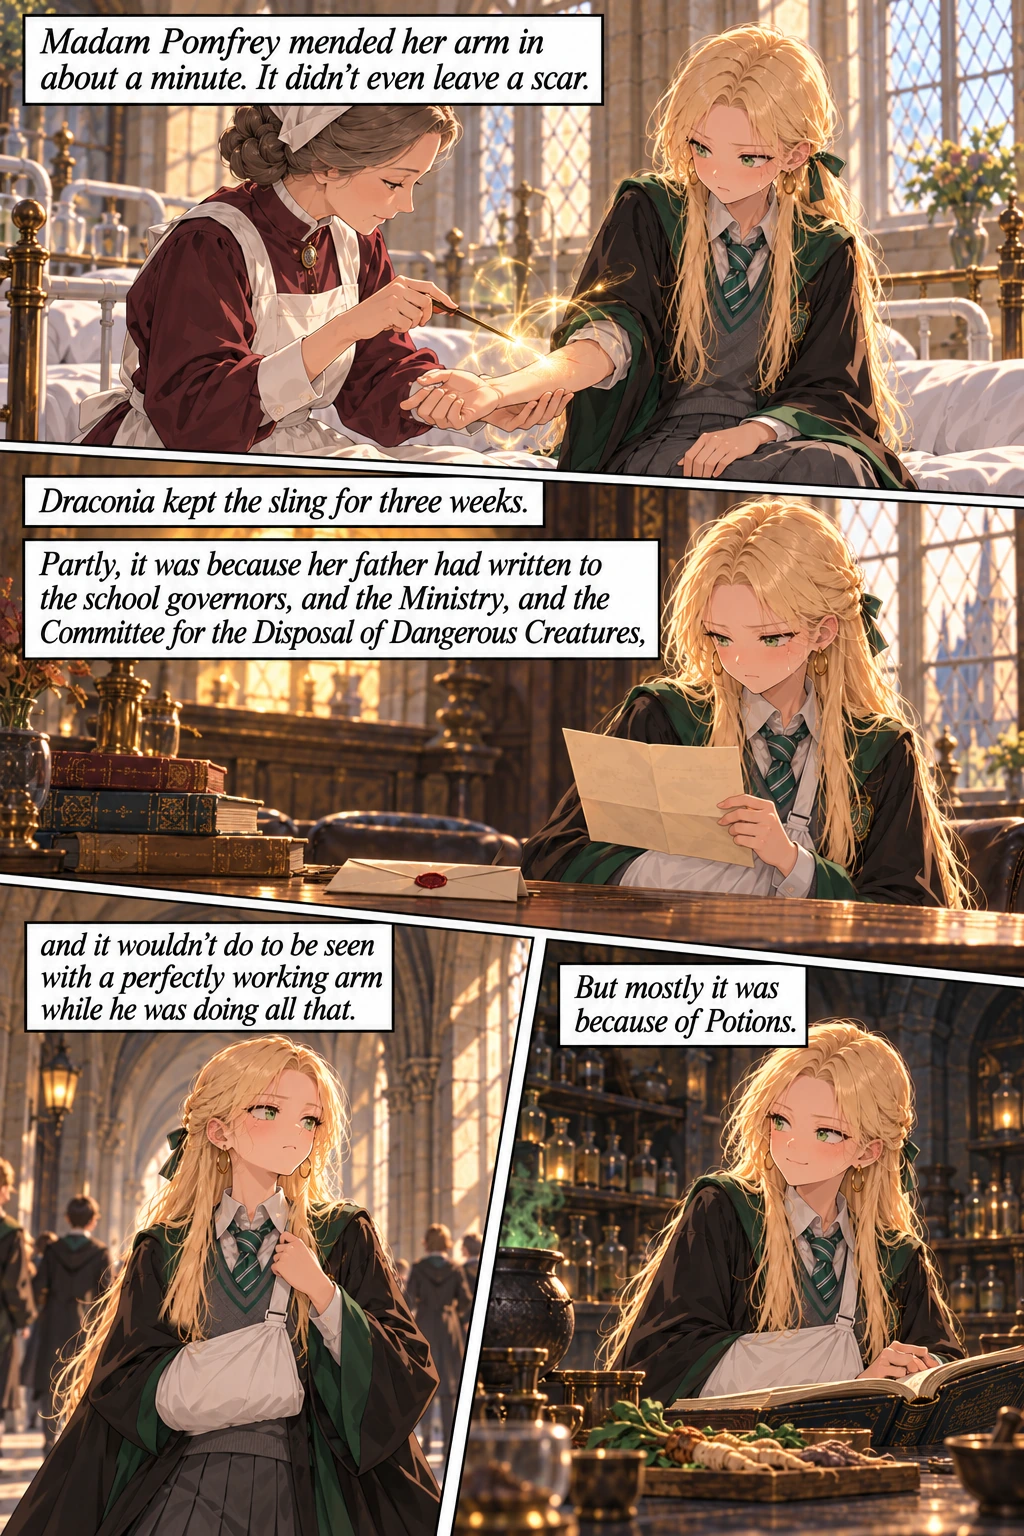 Madam Pomfrey mended her arm in
about a minute. It didn't even leave a scar.
Draconia kept the sling for three weeks.
Partly, it was because her father had written to
the school governors, and the Ministry, and the
Committee for the Disposal of Dangerous Creatures,
and it wouldn't do to be seen
with a perfectly working arm
while he was doing all that.
But mostly it was
because of Potions.